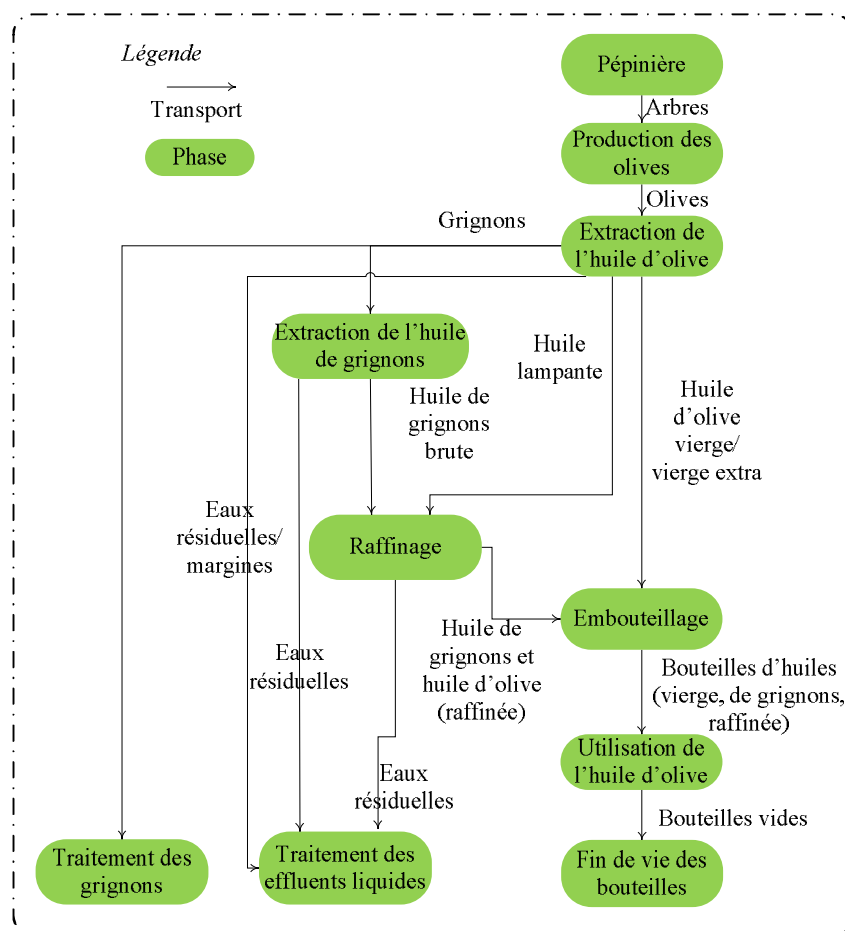 Légende
Transport
Phase
Pépinière
Arbres
Production des
olives
Olives
Grignons
Extraction de
l’huile d’olive
Extraction de l’huile
de grignons
Huile
lampante
Huile de
grignons
brute
Huile
d’olive
vierge/
vierge extra
Eaux
résiduelles/
margines
Raffinage
Embouteillage
Huile de
grignons et
huile d’olive
(raffinée)
Eaux
résiduelles
Bouteilles d’huiles
(vierge, de grignons,
raffinée)
Utilisation de
l’huile d’olive
Eaux
résiduelles
Bouteilles vides
Traitement des
grignons
Traitement des
effluents liquides
Fin de vie des
bouteilles